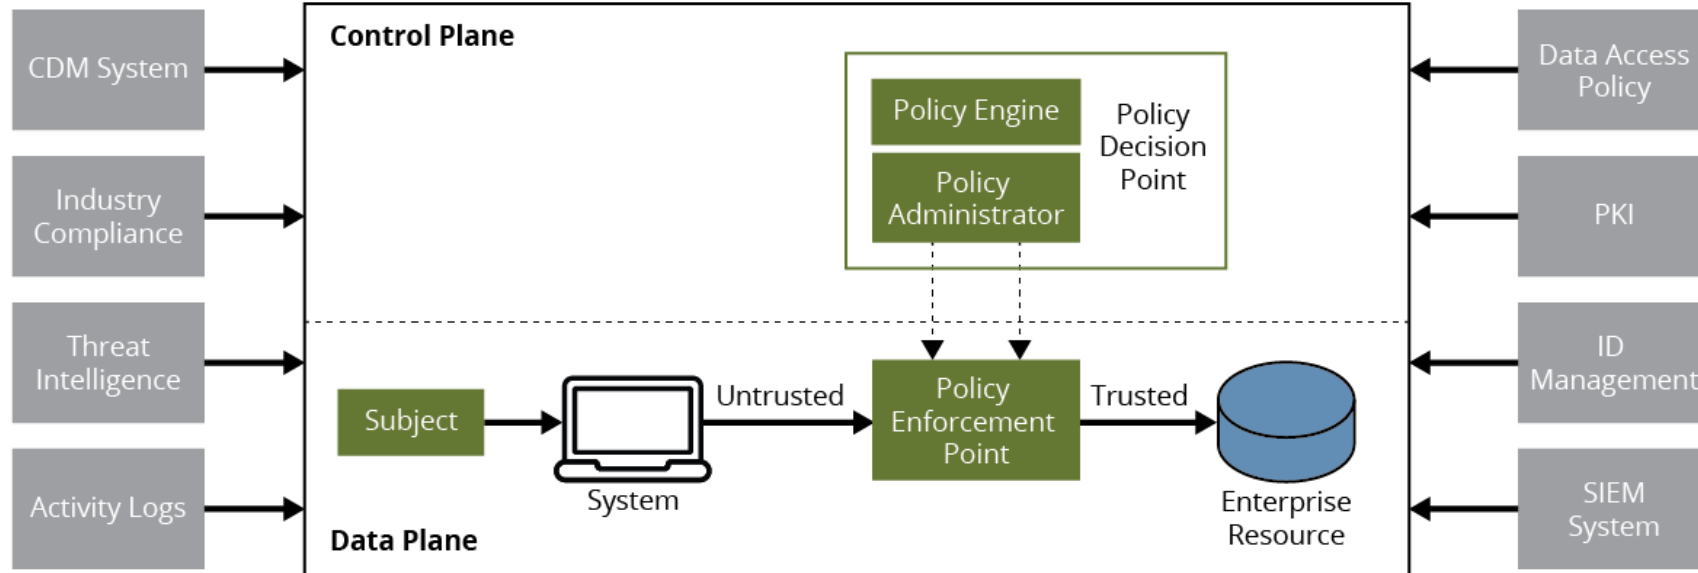 CDM System
Industry
Compliance
Threat
Intelligence
Activity Logs
Control Plane
Policy Engine
Policy
Administrator
Policy
Decision
Point
Subject
System
Untrusted
Policy
Enforcement
Point
Trusted
Enterprise
Resource
Data Plane
Data Access
Policy
PKI
ID
Management
SIEM
System